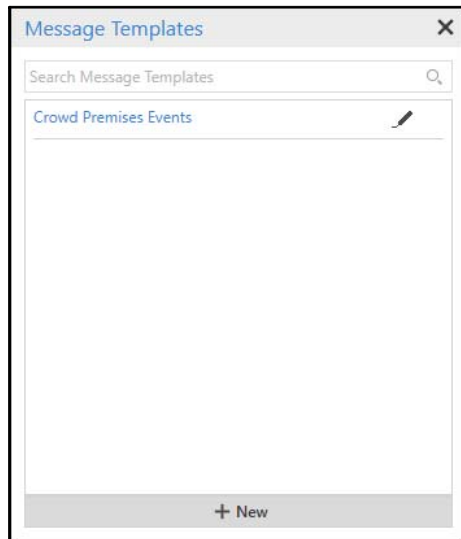 Message Templates
Search Message Templates
Crowd Premises Events
+ New